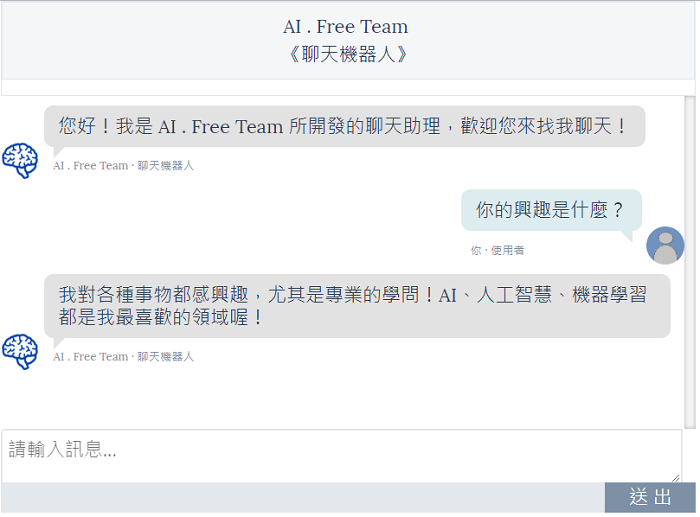 AI . Free Team
《聊天機器人》
您好！我是 AI . Free Team 所開發的聊天助理，歡迎您來找我聊天！
AI . Free Team · 聊天機器人
你的興趣是什麼？
你 · 使用者
我對各種事物都感興趣，尤其是專業的學問！AI、人工智慧、機器學習
都是我最喜歡的領域喔！
AI . Free Team · 聊天機器人
請輸入訊息...
送 出